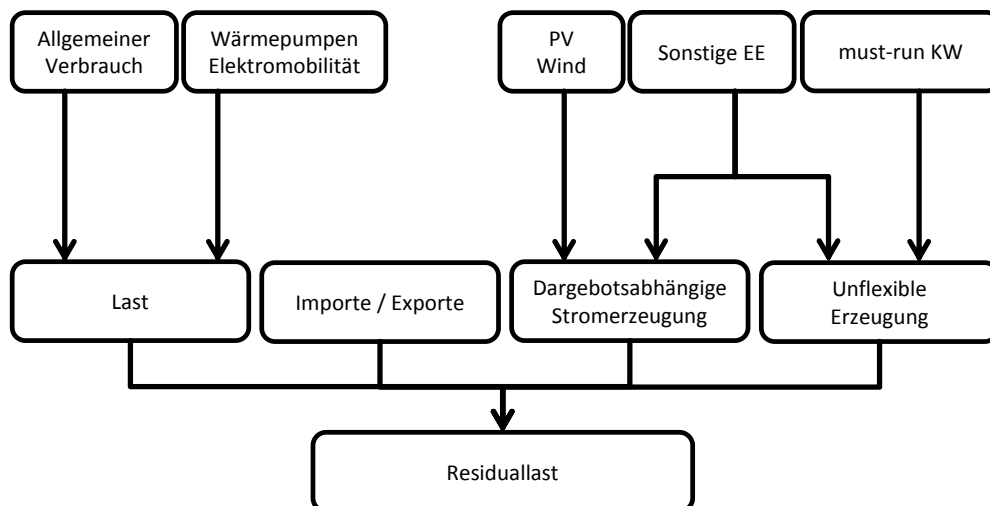 Allgemeiner
Verbrauch
Wärmepumpen
Elektromobilität
PV
Wind
Sonstige EE
must-run KW
Last
Importe / Exporte
Dargebotsabhängige
Stromerzeugung
Unflexible
Erzeugung
Residuallast